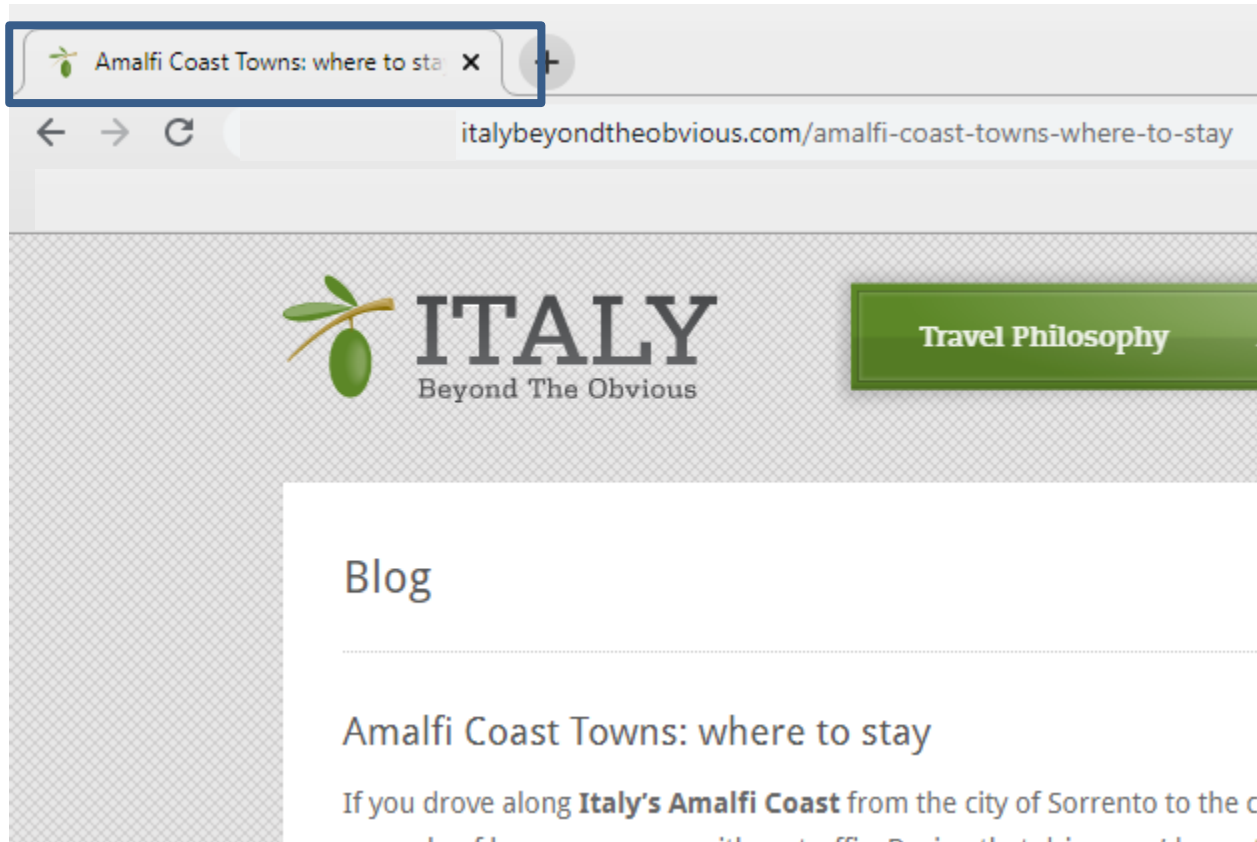 Amalfi Coast Towns: where to sta
italybeyondtheobvious.com/amalfi-coast-towns-where-to-stay
ITALY
Beyond The Obvious
Travel Philosophy
Blog
Amalfi Coast Towns: where to stay
If you drove along Italy's Amalfi Coast from the city of Sorrento to the